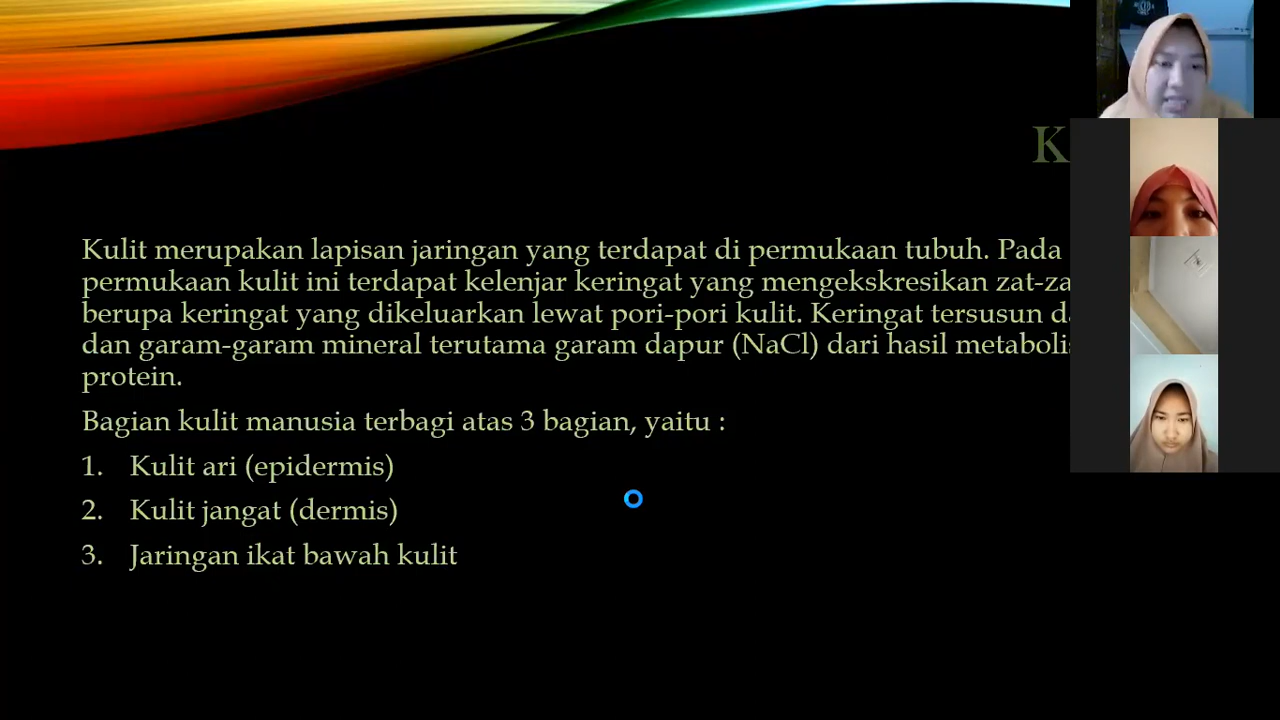 K
Kulit merupakan lapisan jaringan yang terdapat di permukaan tubuh. Pada
permukaan kulit ini terdapat kelenjar keringat yang mengekskresikan zat-za
berupa keringat yang dikeluarkan lewat pori-pori kulit. Keringat tersusun da
dan garam-garam mineral terutama garam dapur (NaCl) dari hasil metabolis
protein.
Bagian kulit manusia terbagi atas 3 bagian, yaitu :
1. Kulit ari (epidermis)
2. Kulit jangat (dermis)
3. Jaringan ikat bawah kulit